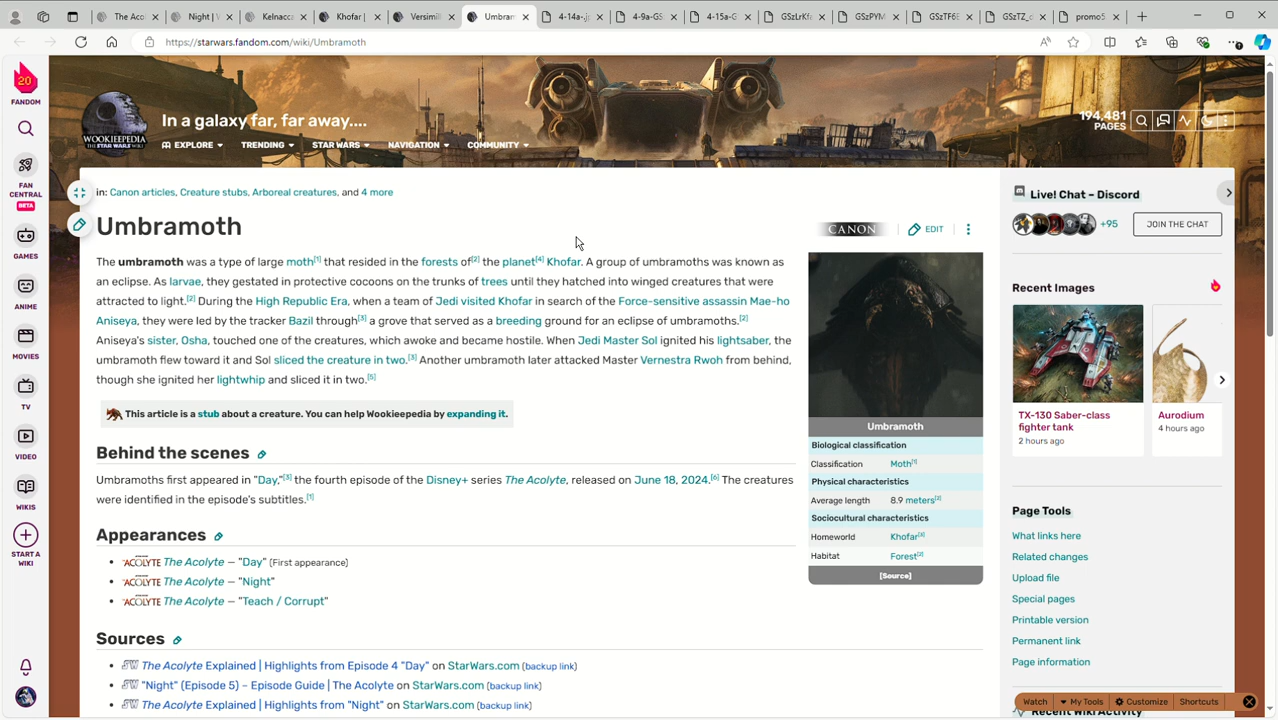 The Aco
Night | W
Kelnacca
Khofar |
Versimil
Umbram
4-14a-.jp
4-9a-GS
4-15a-G
GSzLrKf
GSzPYM
GSzTF6E
GSzTZ_c
promo5
https://starwars.fandom.com/wiki/Umbramoth
20
FANDOM
FAN CENTRAL
BETA
GAMES
ANIME
MOVIES
TV
VIDEO
WIKIS
START A WIKI
WOOKIEEPEDIA
THE STAR WARS WIKI
In a galaxy far, far away....
EXPLORE
TRENDING
STAR WARS
NAVIGATION
COMMUNITY
194,481
PAGES
in: Canon articles, Creature stubs, Arboreal creatures, and 4 more
Umbramoth
CANON
EDIT
The umbramoth was a type of large moth[1] that resided in the forests of[2] the planet[4] Khofar. A group of umbramoths was known as
an eclipse. As larvae, they gestated in protective cocoons on the trunks of trees until they hatched into winged creatures that were
attracted to light.[2] During the High Republic Era, when a team of Jedi visited Khofar in search of the Force-sensitive assassin Mae-ho
Aniseya, they were led by the tracker Bazil through[3] a grove that served as a breeding ground for an eclipse of umbramoths.[2]
Aniseya's sister, Osha, touched one of the creatures, which awoke and became hostile. When Jedi Master Sol ignited his lightsaber, the
umbramoth flew toward it and Sol sliced the creature in two.[3] Another umbramoth later attacked Master Vernestra Rwoh from behind,
though she ignited her lightwhip and sliced it in two.[5]
This article is a stub about a creature. You can help Wookieepedia by expanding it.
Behind the scenes
Umbramoths first appeared in "Day,"[3] the fourth episode of the Disney+ series The Acolyte, released on June 18, 2024.[6] The creatures
were identified in the episode's subtitles.[1]
Appearances
ACOLYTE The Acolyte — "Day" (First appearance)
ACOLYTE The Acolyte — "Night"
ACOLYTE The Acolyte — "Teach / Corrupt"
Sources
SW The Acolyte Explained | Highlights from Episode 4 "Day" on StarWars.com (backup link)
SW "Night" (Episode 5) – Episode Guide | The Acolyte on StarWars.com (backup link)
SW The Acolyte Explained | Highlights from "Night" on StarWars.com (backup link)
Umbramoth
Biological classification
Classification Moth[1]
Physical characteristics
Average length 8.9 meters[2]
Sociocultural characteristics
Homeworld Khofar[3]
Habitat Forest[2]
[Source]
Live! Chat – Discord
+95
JOIN THE CHAT
Recent Images
TX-130 Saber-class
fighter tank
2 hours ago
Aurodium
4 hours ago
Page Tools
What links here
Related changes
Upload file
Special pages
Printable version
Permanent link
Page information
Recent Wiki Activity
Watch
My Tools
Customize
Shortcuts